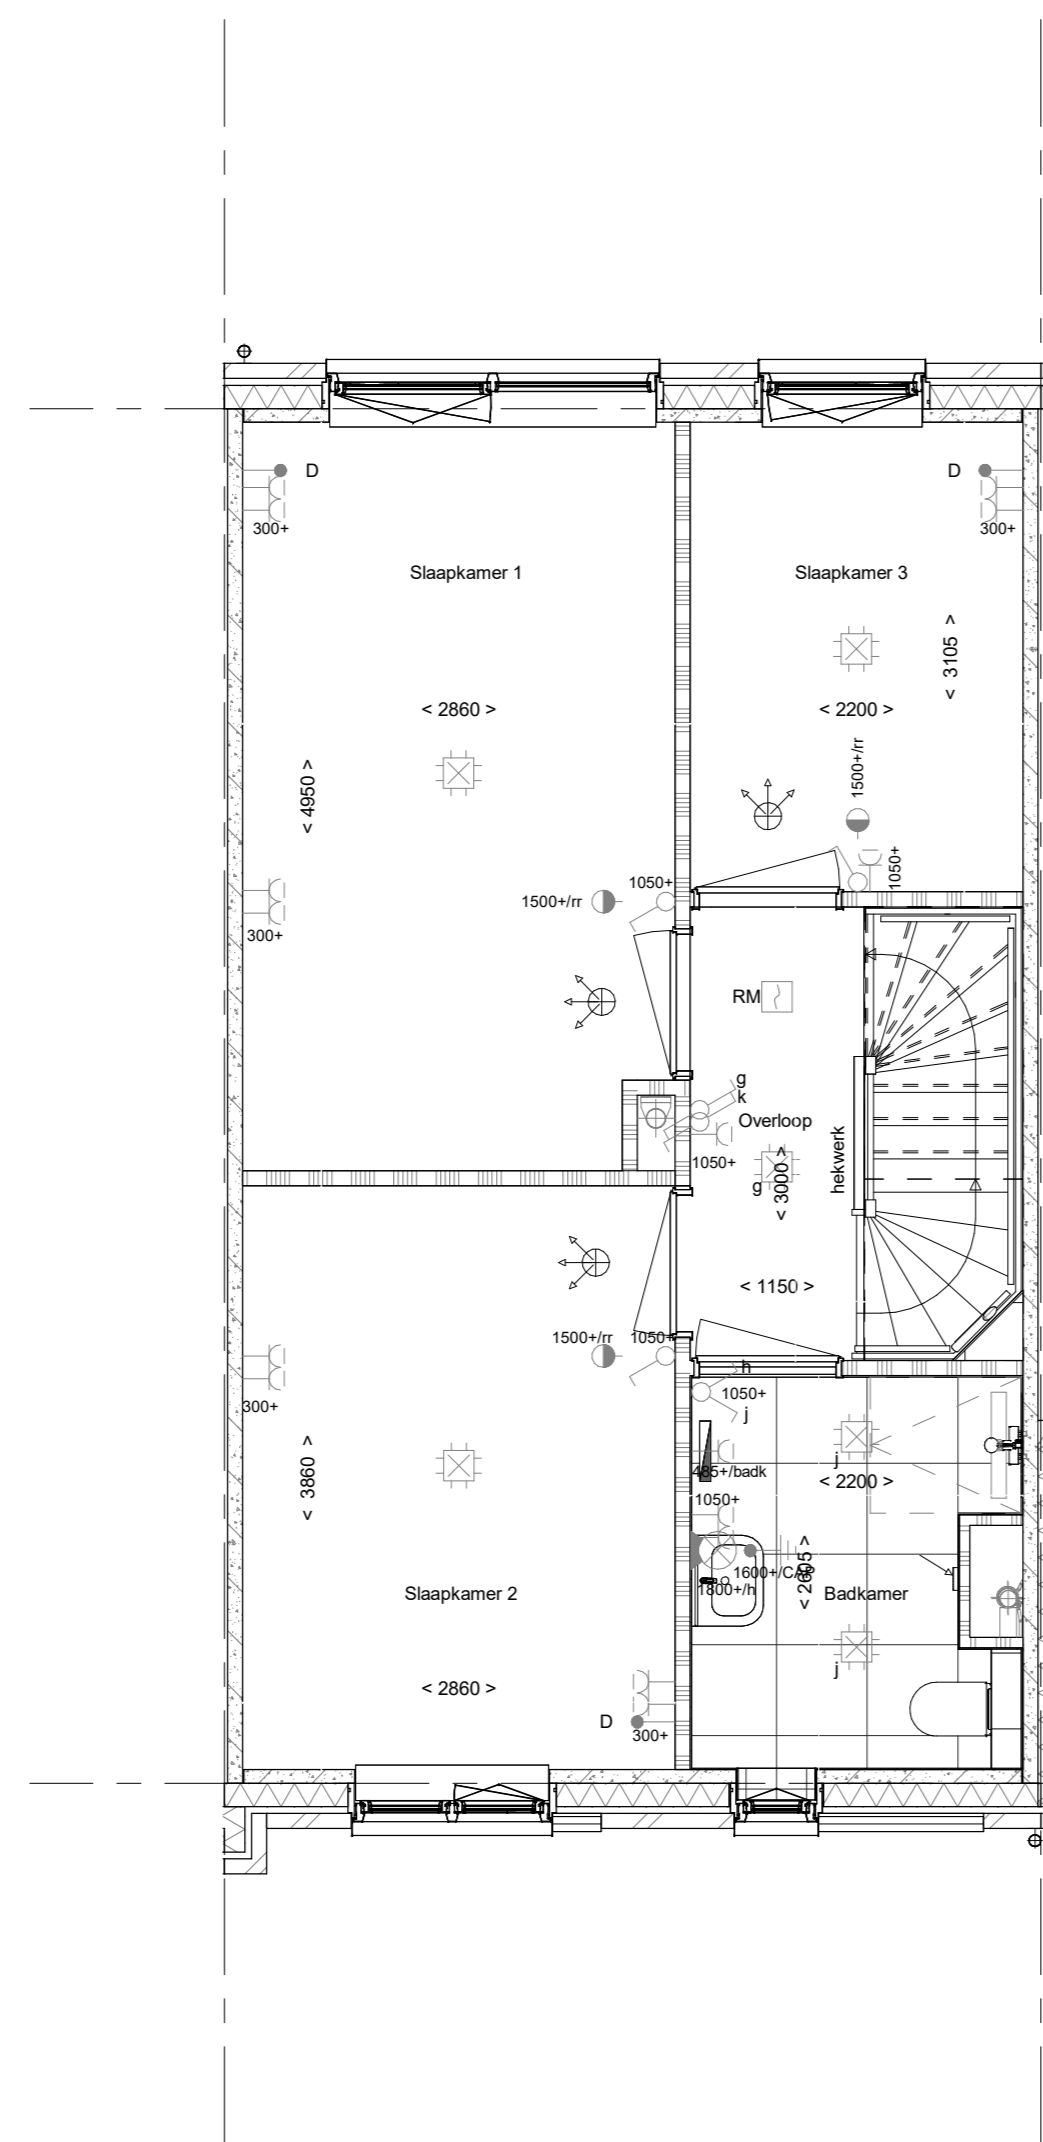 D
D
300+
300+
Slaapkamer 1
Slaapkamer 3
< 3105 >
< 2860 >
< 2200 >
1500+/rr
< 4950 >
1050+
1050+
1500+/rr
300+
RM
g
k
Overloop
hekwerk
1050+
< 3000 >
g
< 1150 >
1500+/rr
1050+
h
1050+
j
300+
j
485+/badk
< 2200 >
< 3860 >
1050+
< 2605 >
1600+/CAP
1800+/h
Slaapkamer 2
Badkamer
j
< 2860 >
D
300+